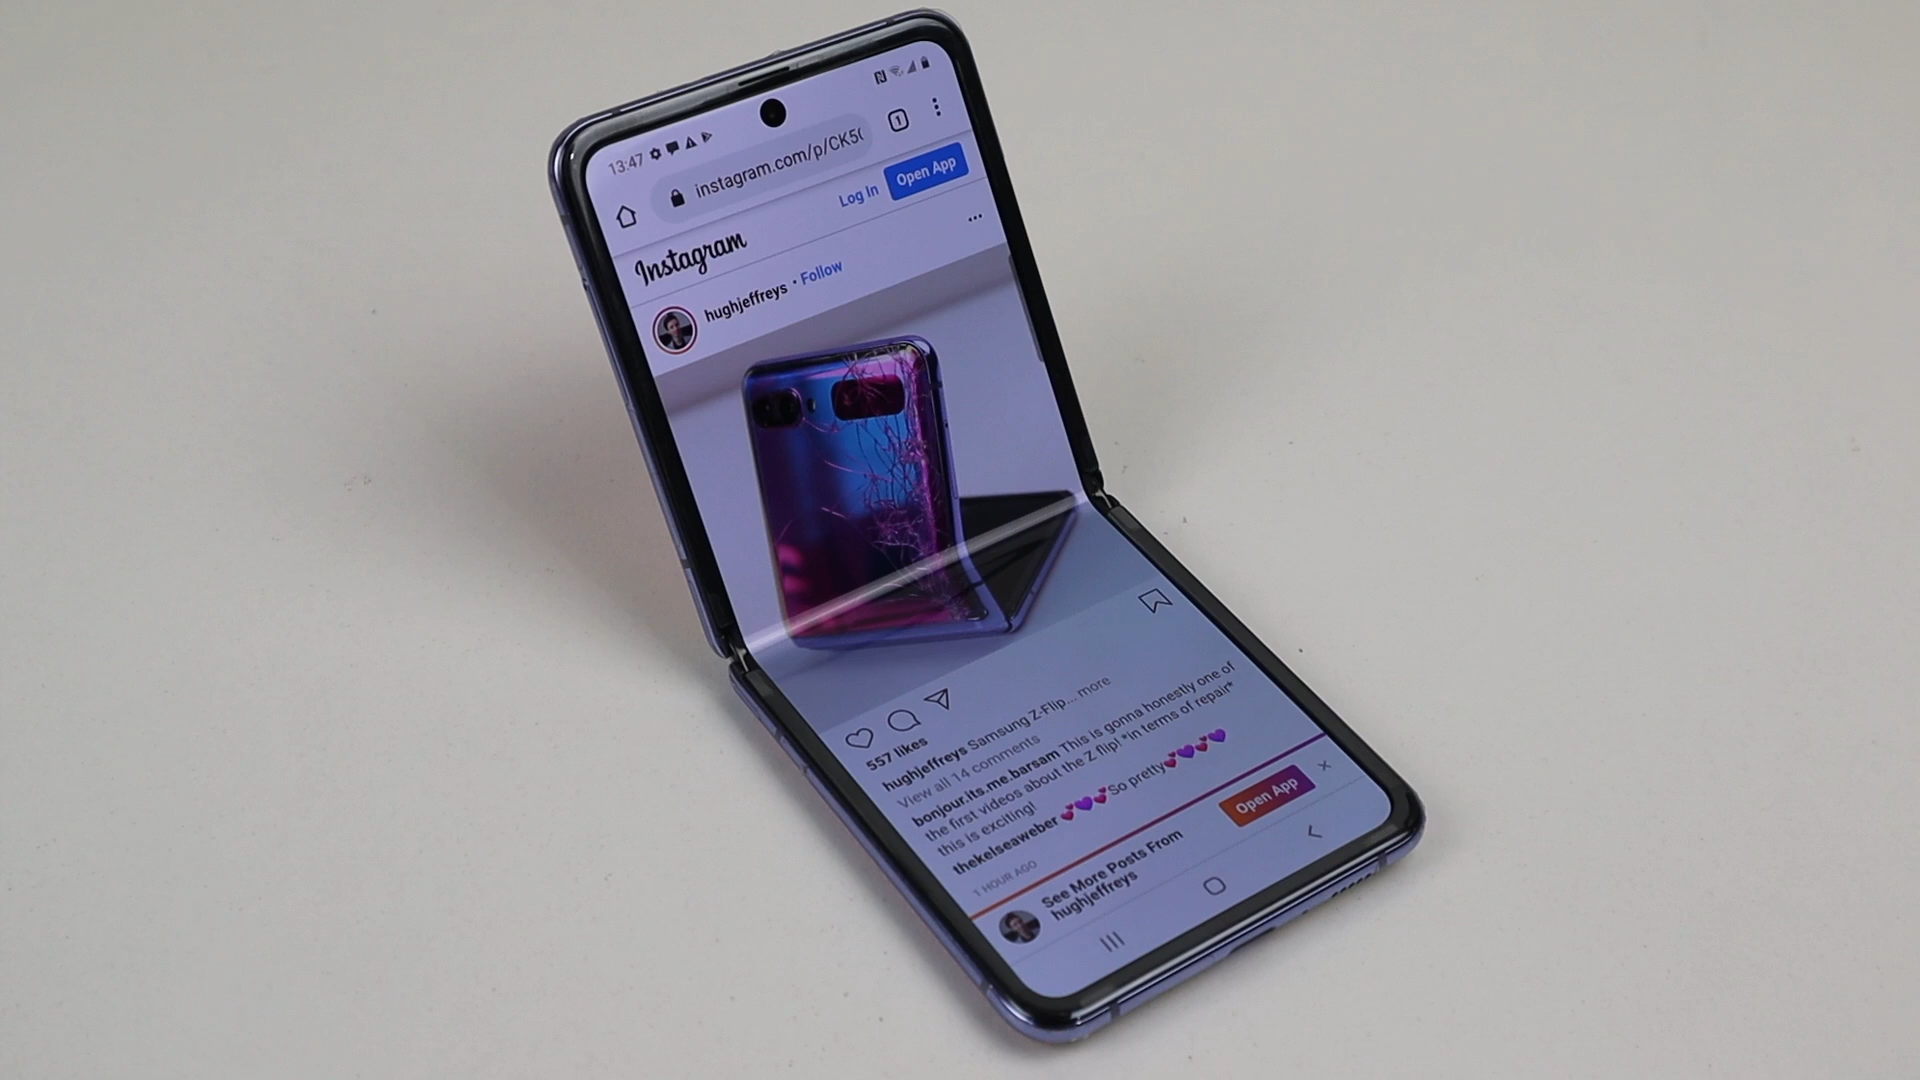 13:47
instagram.com/p/CK5
1
Log In
Open App
Instagram
hughjeffreys • Follow
557 likes
hughjeffreys Samsung Z-Flip... more
View all 14 comments
bonjour.its.me.barsam This is gonna honestly one of
the first videos about the Z flip! *in terms of repair*
this is exciting!
thekelseaweber 💕💜💕So pretty💕💜💕💜
1 HOUR AGO
See More Posts From
hughjeffreys
Open App